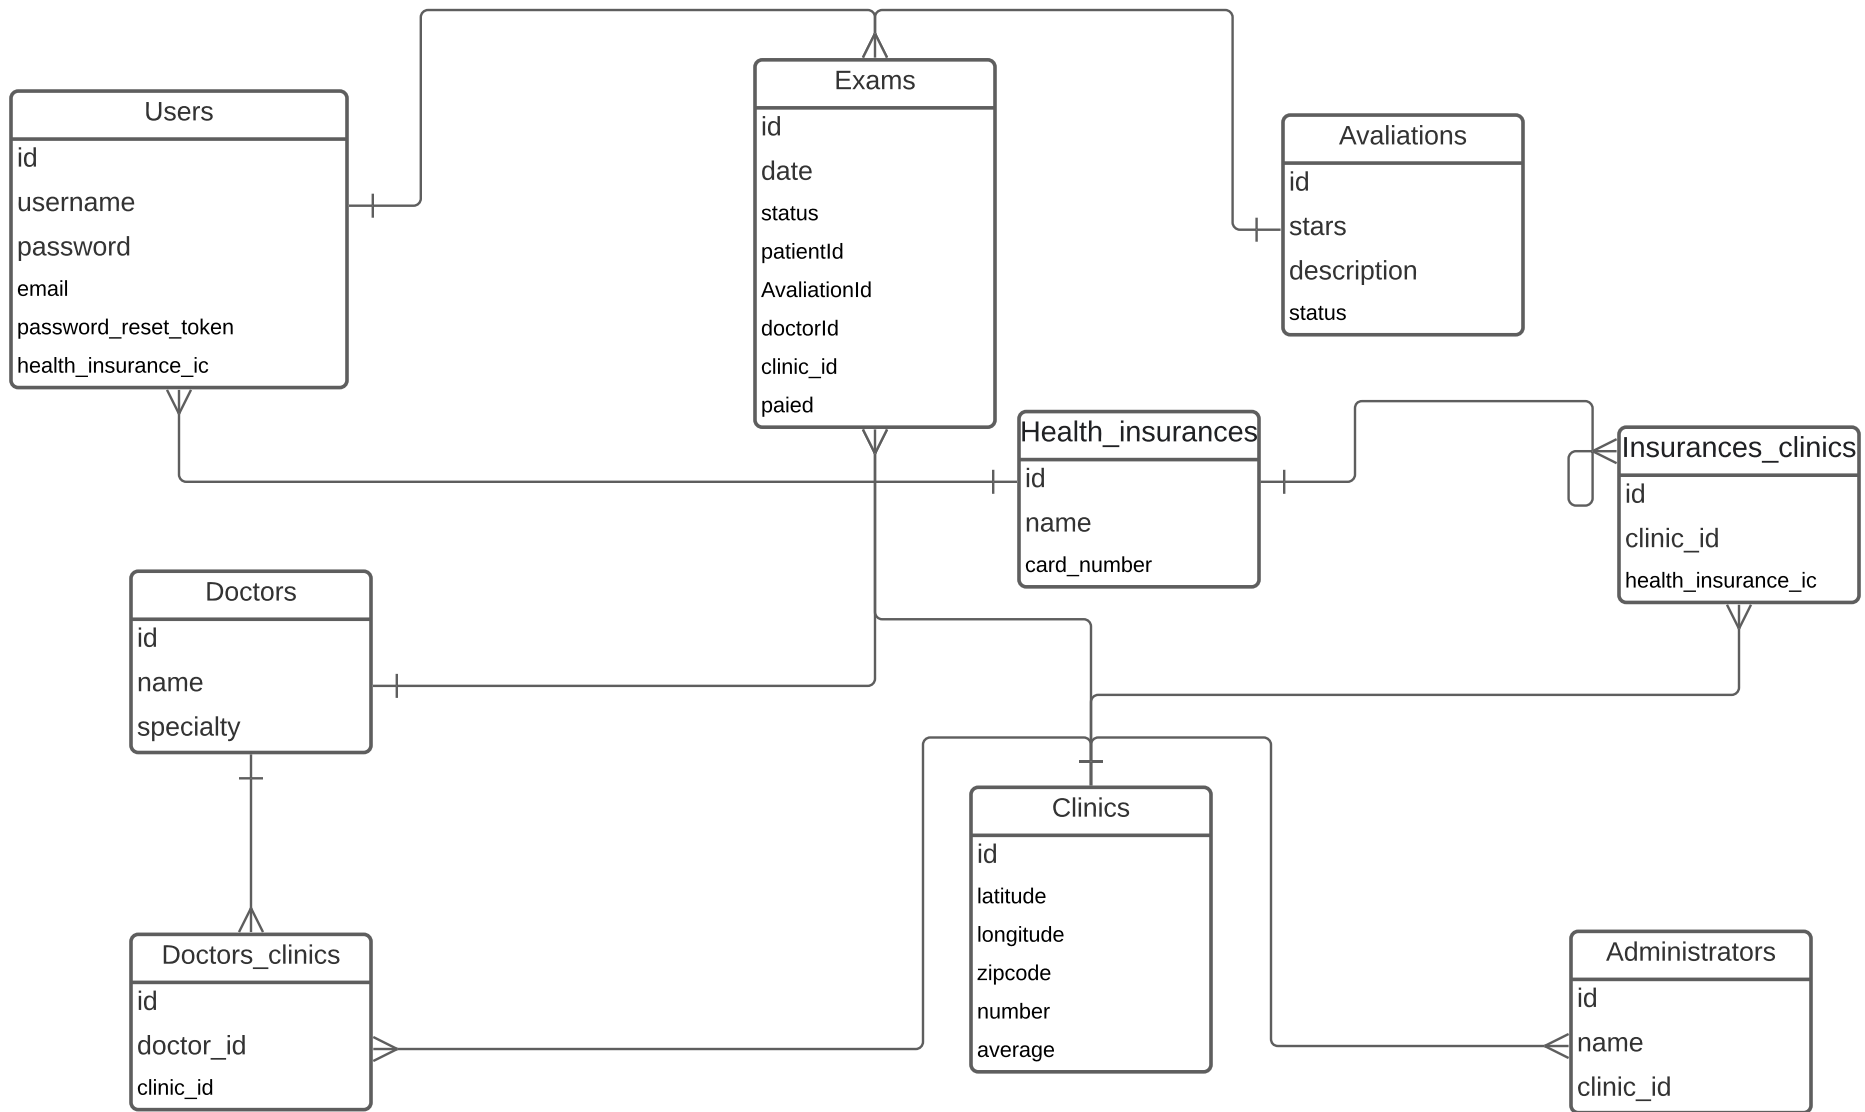 Users
id
username
password
email
password_reset_token
health_insurance_ic
Exams
id
date
status
patientId
AvaliationId
doctorId
clinic_id
paied
Avaliations
id
stars
description
status
Health_insurances
id
name
card_number
Insurances_clinics
id
clinic_id
health_insurance_ic
Doctors
id
name
specialty
Clinics
id
latitude
longitude
zipcode
number
average
Doctors_clinics
id
doctor_id
clinic_id
Administrators
id
name
clinic_id